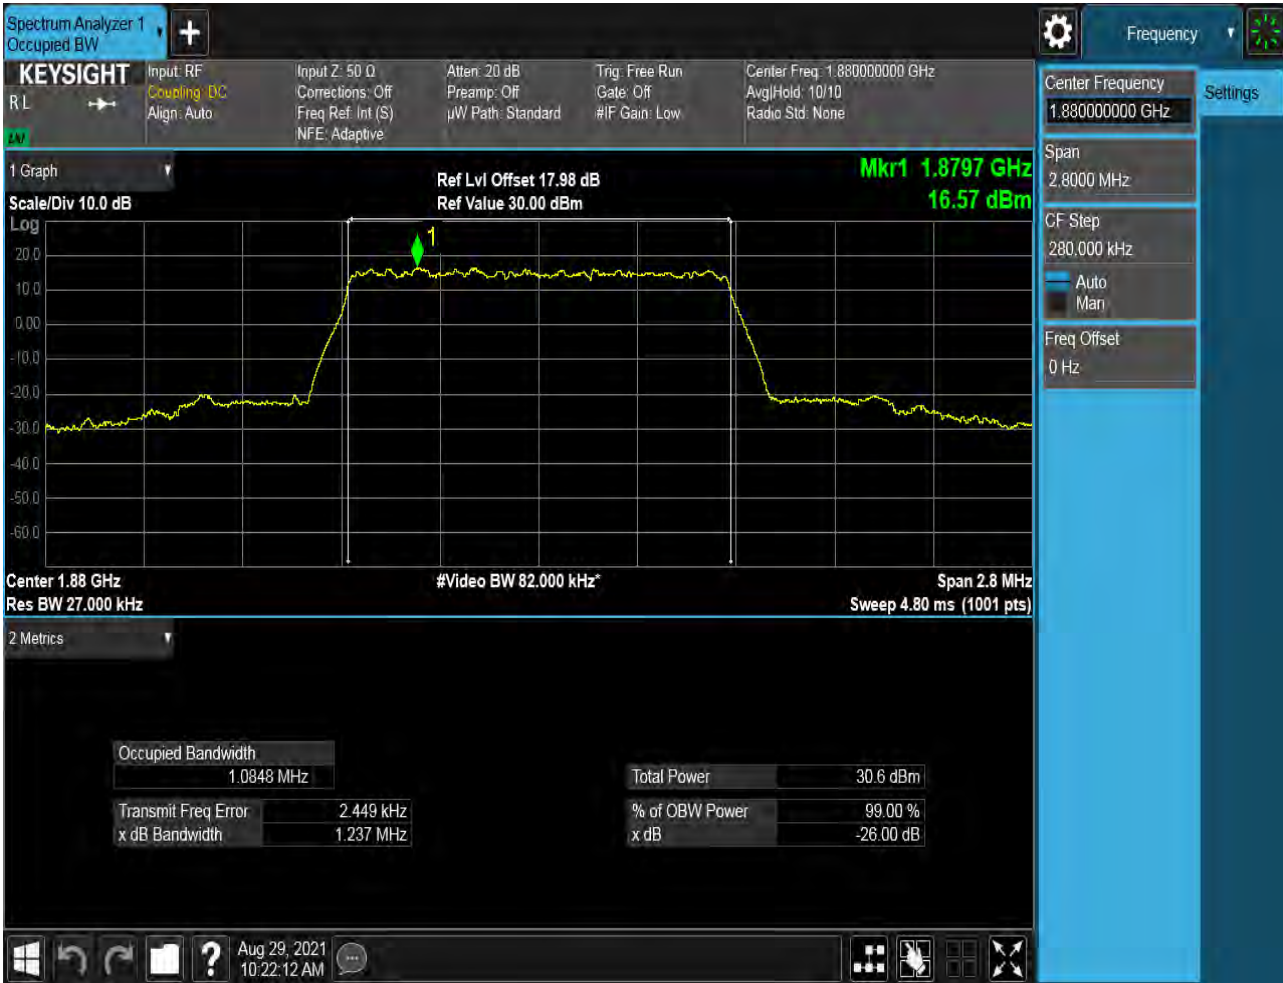 Spectrum Analyzer 1
Occupied BW
Frequency
KEYSIGHT
R L
Input: RF
Coupling: DC
Align: Auto
Input Z: 50 Ω
Corrections: Off
Freq Ref: Int (S)
NFE: Adaptive
Atten: 20 dB
Preamp: Off
µW Path: Standard
Trig: Free Run
Gate: Off
#IF Gain: Low
Center Freq: 1.880000000 GHz
Avg|Hold: 10/10
Radio Std: None
Center Frequency
1.880000000 GHz
Settings
Span
2.8000 MHz
CF Step
280.000 kHz
Auto
Man
Freq Offset
0 Hz
1 Graph
Scale/Div 10.0 dB
Ref Lvl Offset 17.98 dB
Ref Value 30.00 dBm
Mkr1 1.8797 GHz
16.57 dBm
Log
1
20.0
10.0
0.00
-10.0
-20.0
-30.0
-40.0
-50.0
-60.0
Center 1.88 GHz
#Video BW 82.000 kHz*
Span 2.8 MHz
Res BW 27.000 kHz
Sweep 4.80 ms (1001 pts)
2 Metrics
Occupied Bandwidth
1.0848 MHz
Total Power 30.6 dBm
Transmit Freq Error 2.449 kHz
% of OBW Power 99.00 %
x dB Bandwidth 1.237 MHz
x dB -26.00 dB
Aug 29, 2021
10:22:12 AM